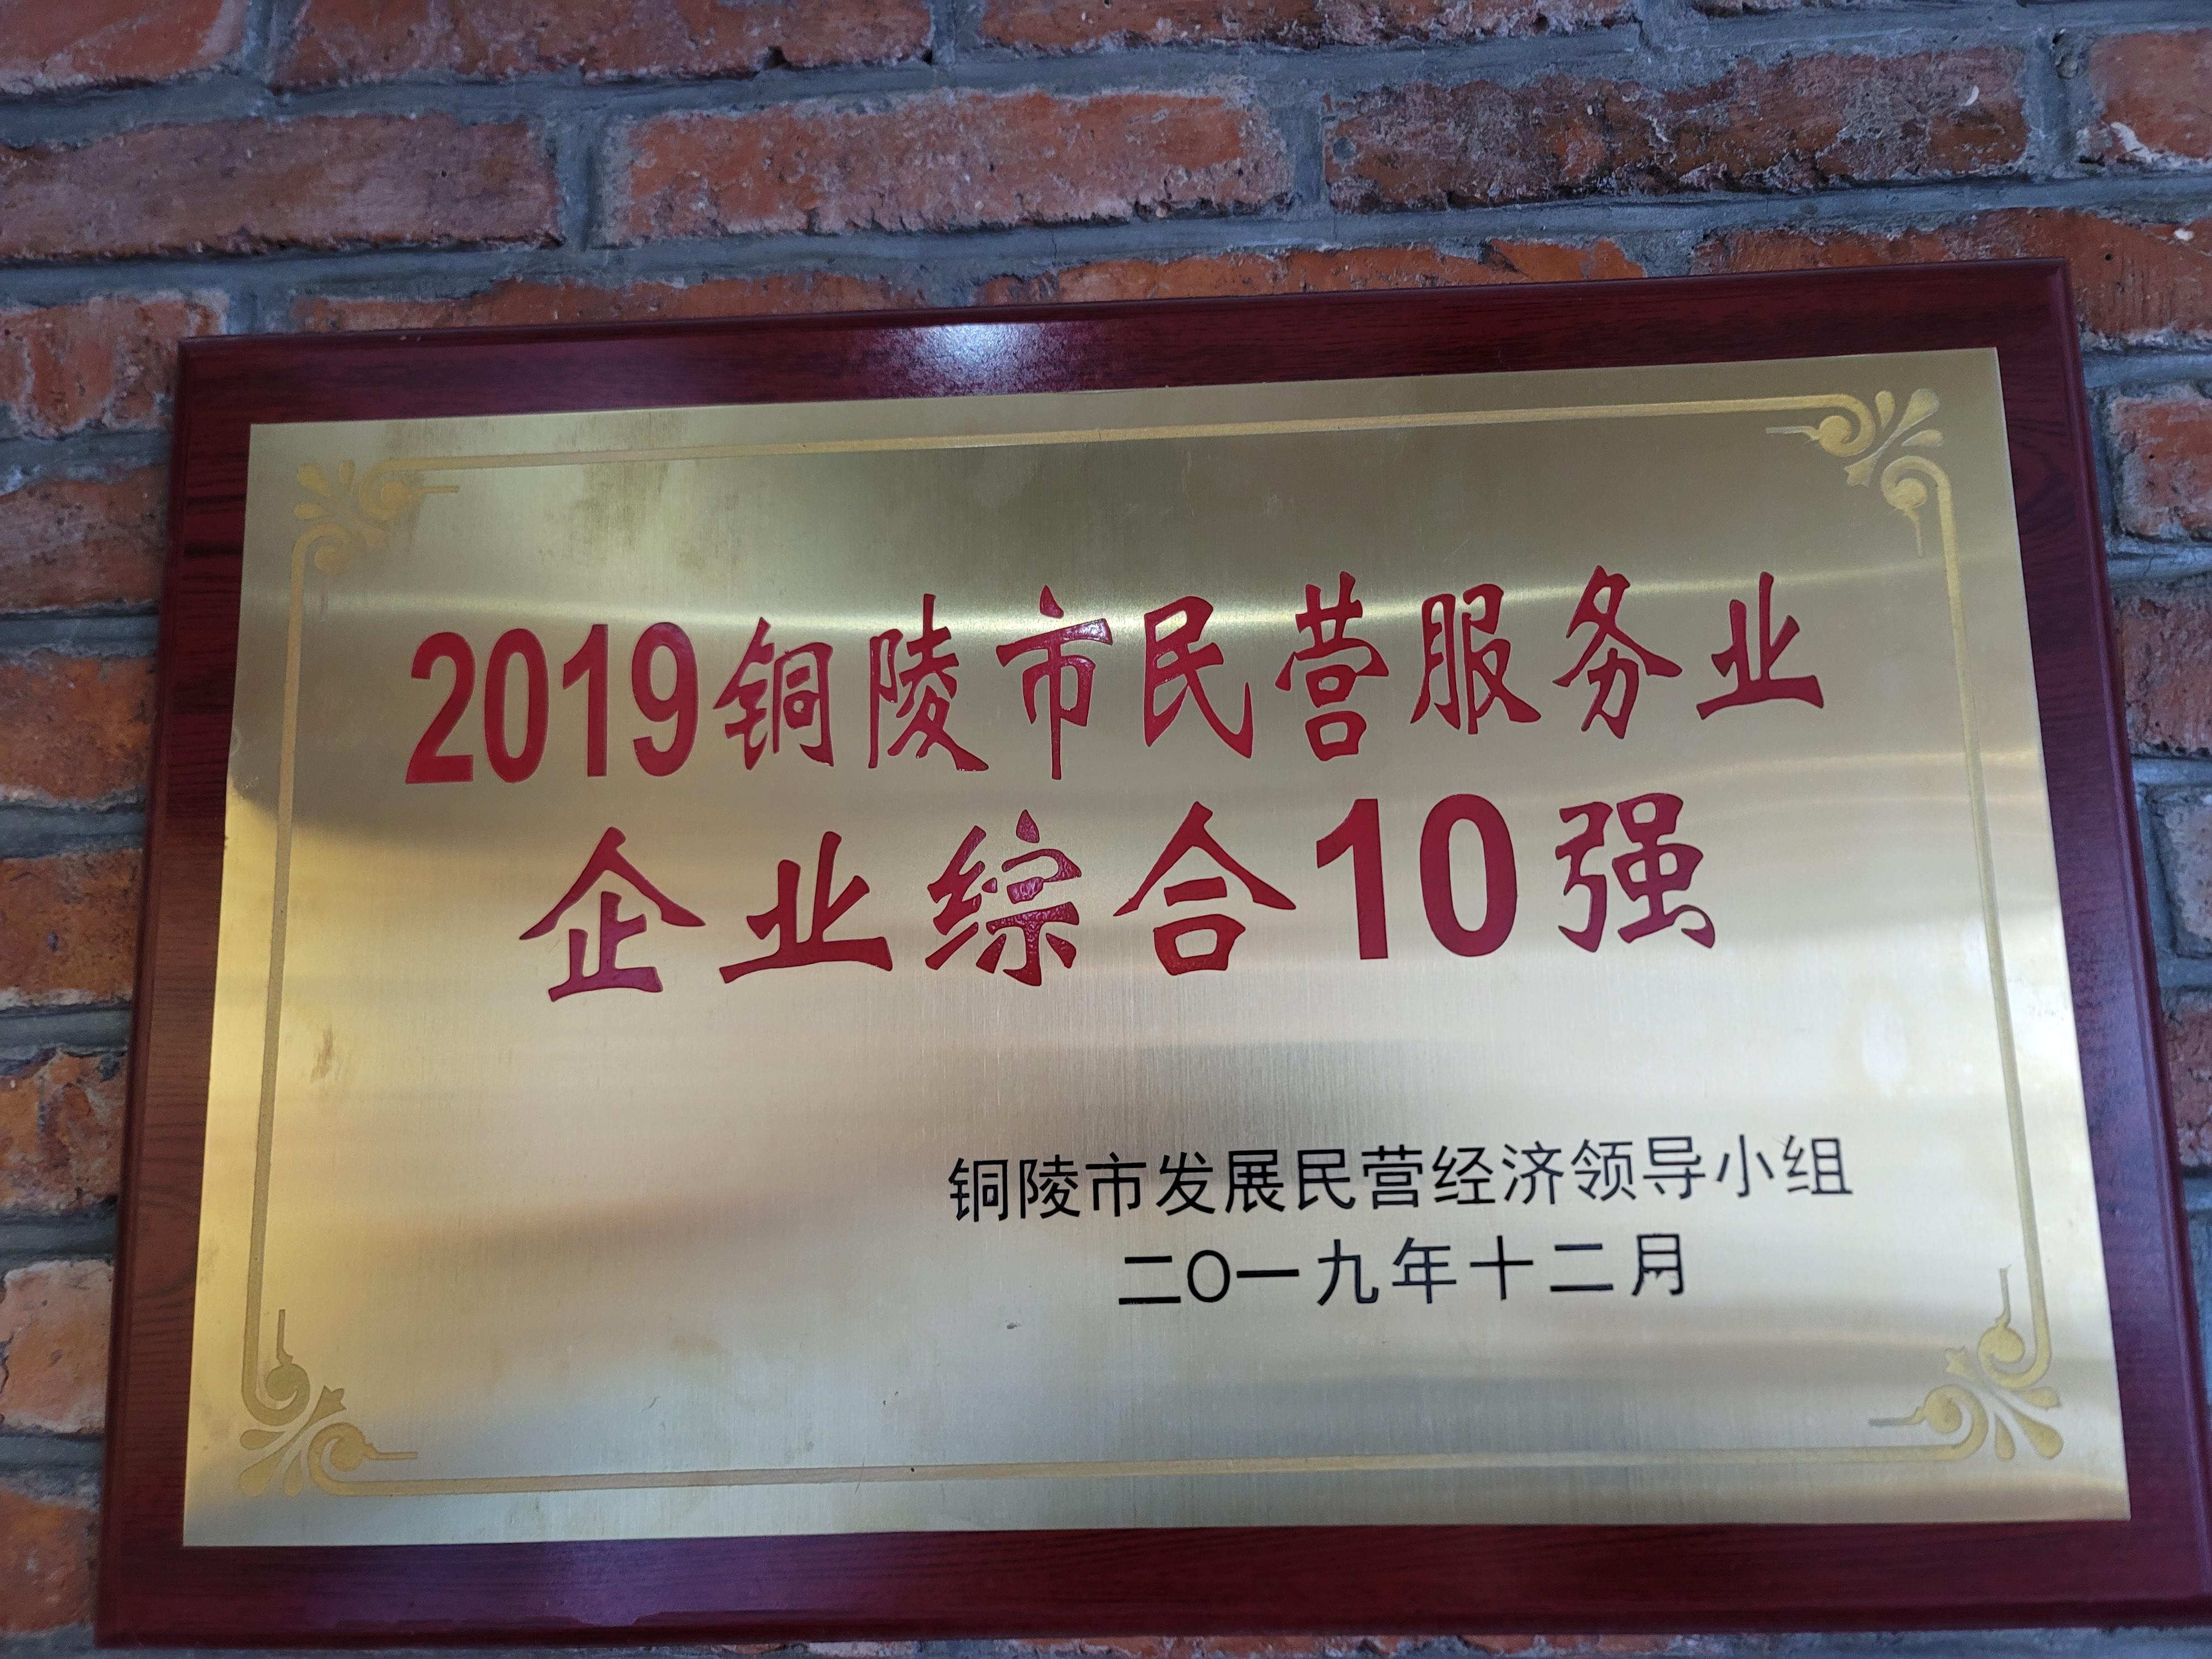 2019铜陵市民营服务业
企业综合10强
铜陵市发展民营经济领导小组
二〇一九年十二月